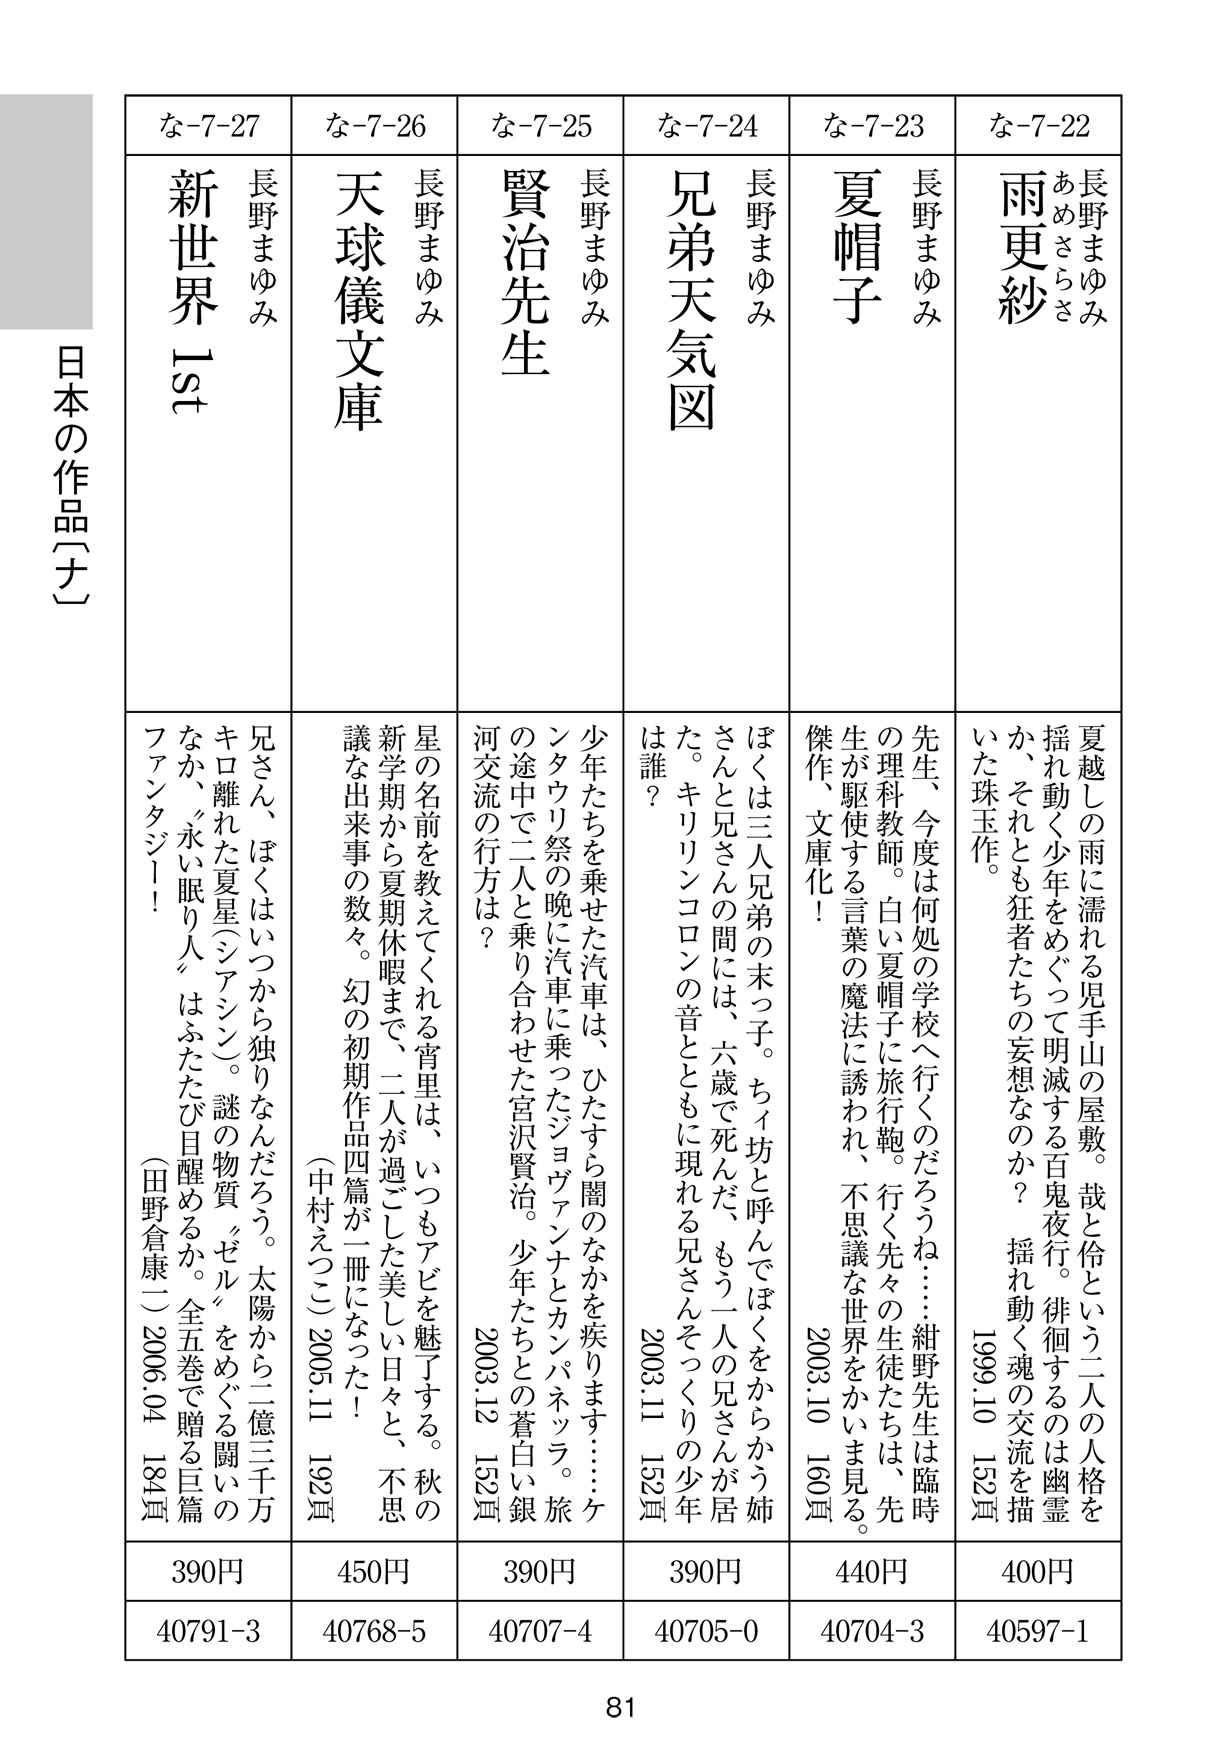 な-7-22
長野まゆみ
あめさらさ
雨更紗
夏越しの雨に濡れる児手山の屋敷。哉と伶という二人の人格を
揺れ動く少年をめぐって明滅する百鬼夜行。徘徊するのは幽霊
か、それとも狂者たちの妄想なのか？　揺れ動く魂の交流を描
いた珠玉作。
1999.10　152頁
400円
40597-1
な-7-23
長野まゆみ
夏帽子
先生、今度は何処の学校へ行くのだろうね……紺野先生は臨時
の理科教師。白い夏帽子に旅行鞄。行く先々の生徒たちは、先
生が駆使する言葉の魔法に誘われ、不思議な世界をかいま見る。
傑作、文庫化！
2003.10　160頁
440円
40704-3
な-7-24
長野まゆみ
兄弟天気図
ぼくは三人兄弟の末っ子。ちィ坊と呼んでぼくをからかう姉
さんと兄さんの間には、六歳で死んだ、もう一人の兄さんが居
た。キリリンコロンの音とともに現れる兄さんそっくりの少年
は誰？
2003.11　152頁
390円
40705-0
な-7-25
長野まゆみ
賢治先生
少年たちを乗せた汽車は、ひたすら闇のなかを疾ります……ケ
ンタウリ祭の晩に汽車に乗ったジョヴァンナとカンパネッラ。旅
の途中で二人と乗り合わせた宮沢賢治。少年たちとの蒼白い銀
河交流の行方は？
2003.12　152頁
390円
40707-4
な-7-26
長野まゆみ
天球儀文庫
星の名前を教えてくれる宵里は、いつもアビを魅了する。秋の
新学期から夏期休暇まで、二人が過ごした美しい日々と、不思
議な出来事の数々。幻の初期作品四篇が一冊になった！
（中村えつこ）2005.11　192頁
450円
40768-5
な-7-27
長野まゆみ
新世界 1st
兄さん、ぼくはいつから独りなんだろう。太陽から二億三千万
キロ離れた夏星（シアシン）。謎の物質〝ゼル〟をめぐる闘いの
なか、〝永い眠り人〟はふたたび目醒めるか。全五巻で贈る巨篇
ファンタジー！
（田野倉康一）2006.04　184頁
390円
40791-3
日本の作品〔ナ〕
81